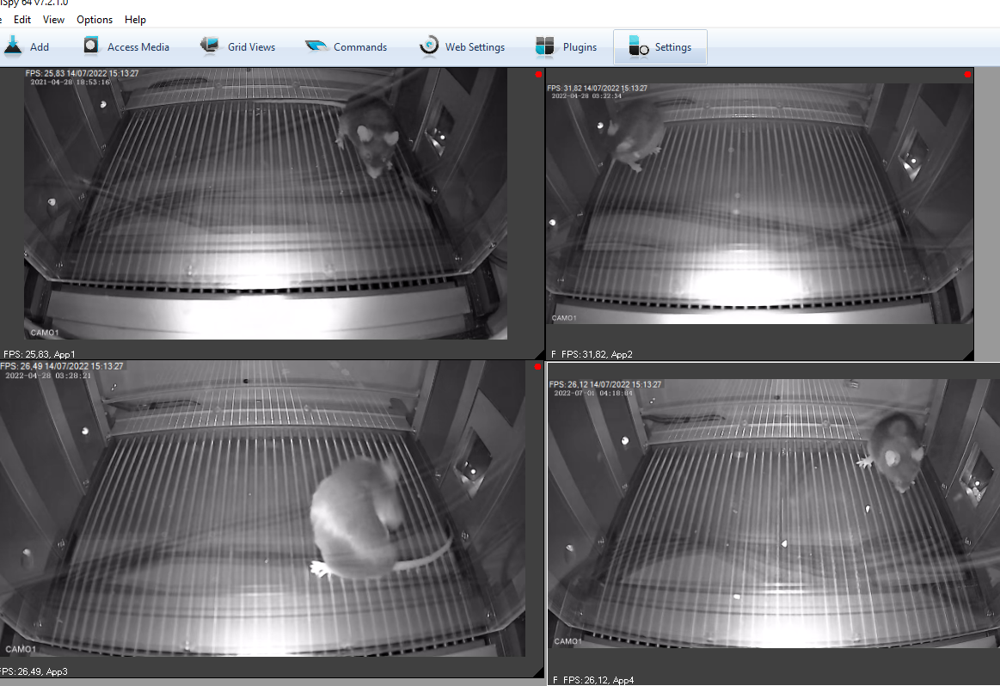 iSpy 64 v7.2.1.0
Edit View Options Help
Add Access Media Grid Views Commands Web Settings Plugins Settings
FPS: 25,83 14/07/2022 15:13:27
2021-04-28 18:53:16
FPS: 31,82 14/07/2022 15:13:27
2022-04-28 03:22:34
CAM01
CAM01
FPS: 25,83, App1
F FPS: 31,82, App2
FPS: 26,49 14/07/2022 15:13:27
2022-04-28 03:28:21
FPS: 26,12 14/07/2022 15:13:27
2022-07-01 04:18:04
CAM01
CAM01
FPS: 26,49, App3
F FPS: 26,12, App4